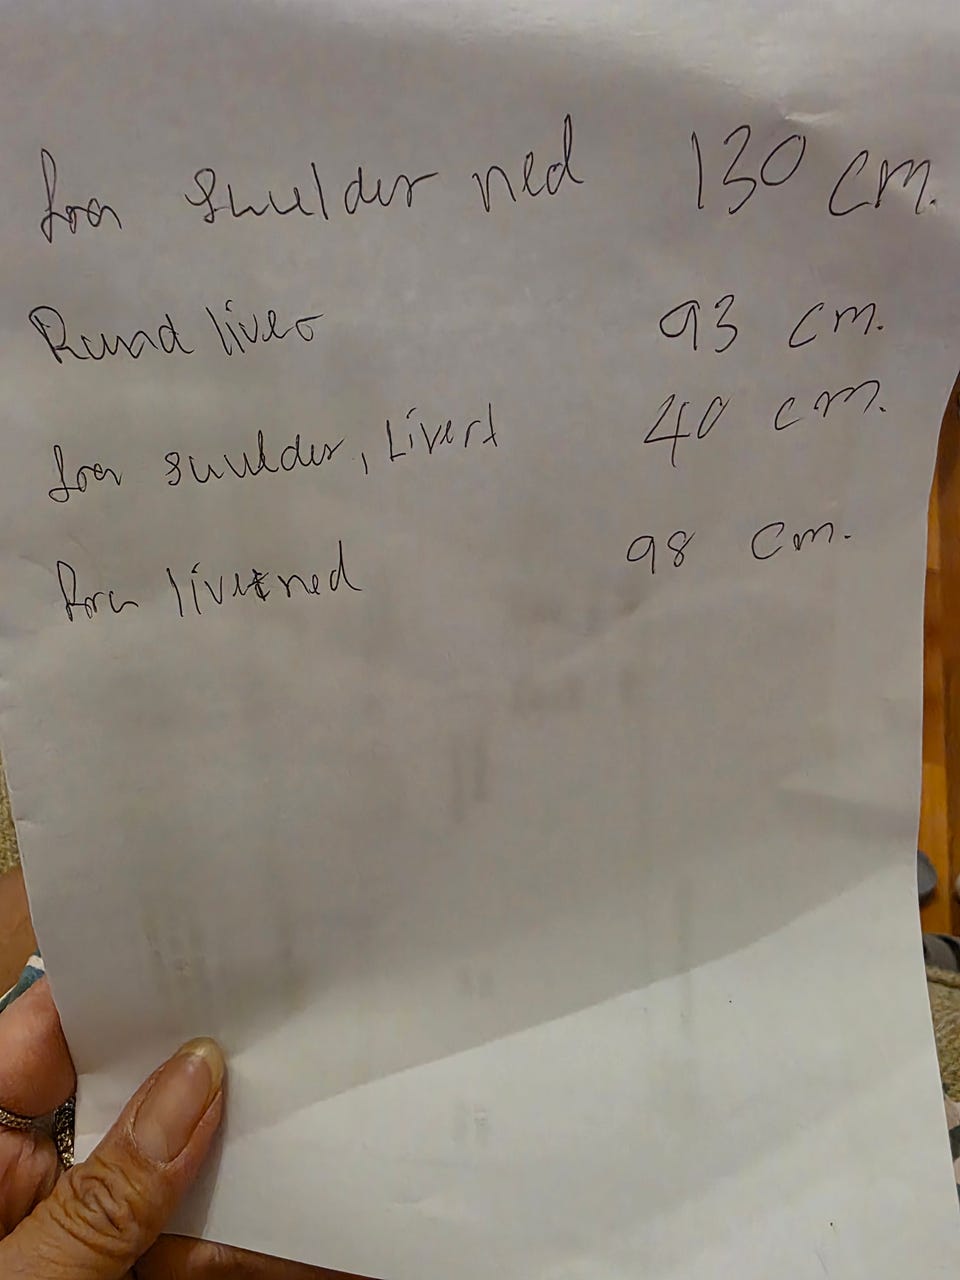 fra skulder ned 130 cm.
Rund livet 93 cm.
fra skulder, Livet 40 cm.
fra livet ned 98 cm.